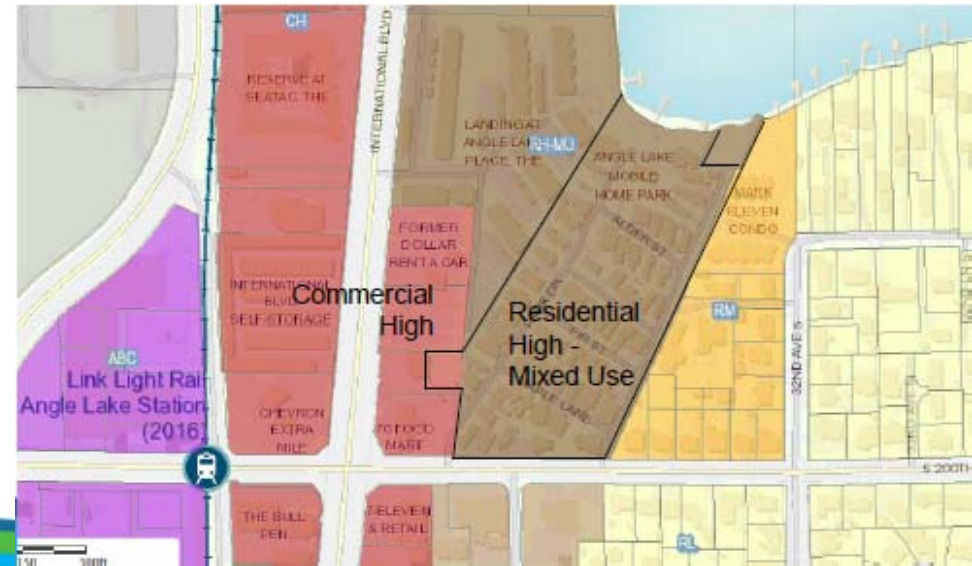 CH
RESERVE AT
SEATAC, THE
INTERNATIONAL BLVD
LANDING AT
ANGLE LAKE
PLACE, THE
RH-MU
ANGLE LAKE
MOBILE
HOME PARK
ALDER ST
MARK
ELEVEN
CONDO
FORMER
DOLLAR
RENT A CAR
INTERNATIONAL
BLVD
SELF-STORAGE
Commercial
High
Residential
High -
Mixed Use
RM
32ND AVE S
ABC
Link Light Rail
Angle Lake Station
(2016)
CHEVRON
EXTRA
MILE
76 FOOD
MART
S 200TH
THE BULL
PEN
7-ELEVEN
& RETAIL
RL
150
300ft